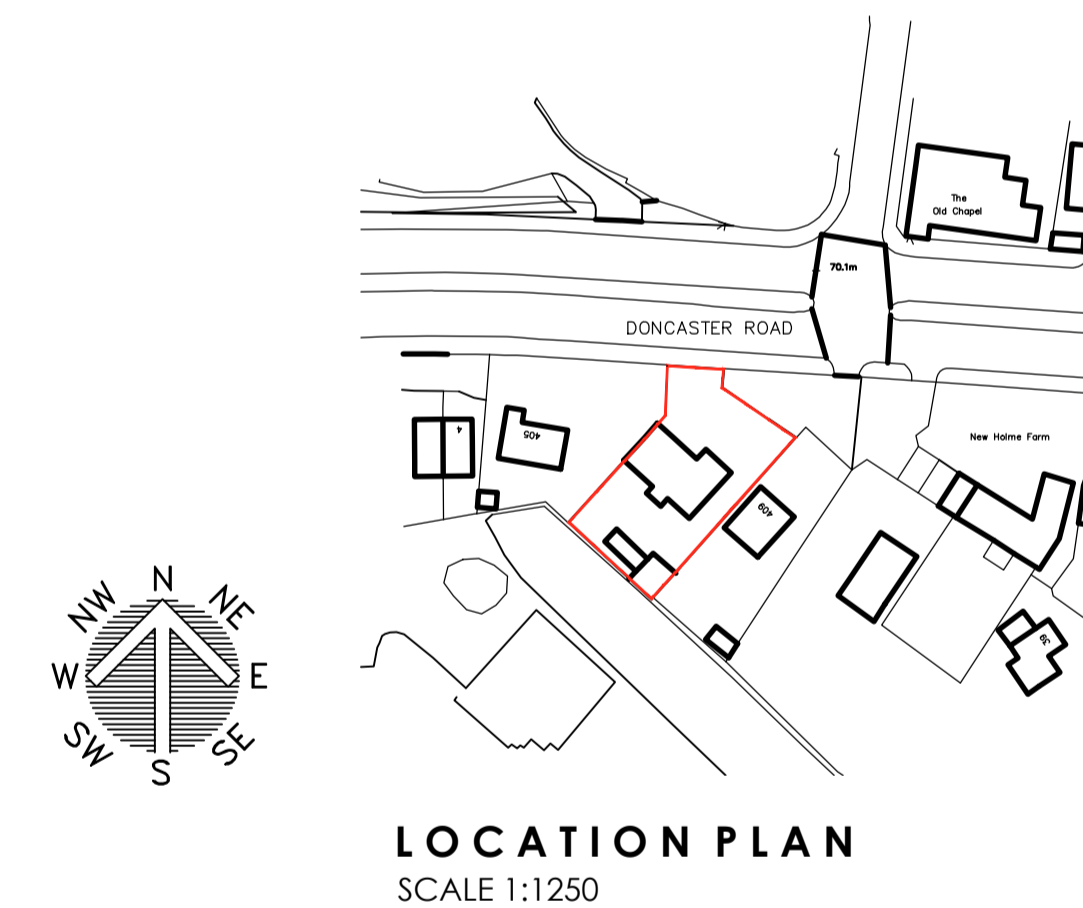 The
Old Chapel
70.1m
DONCASTER ROAD
4
405
New Holme Farm
409
39
N
NW
NE
W
E
SW
SE
S
LOCATION PLAN
SCALE 1:1250